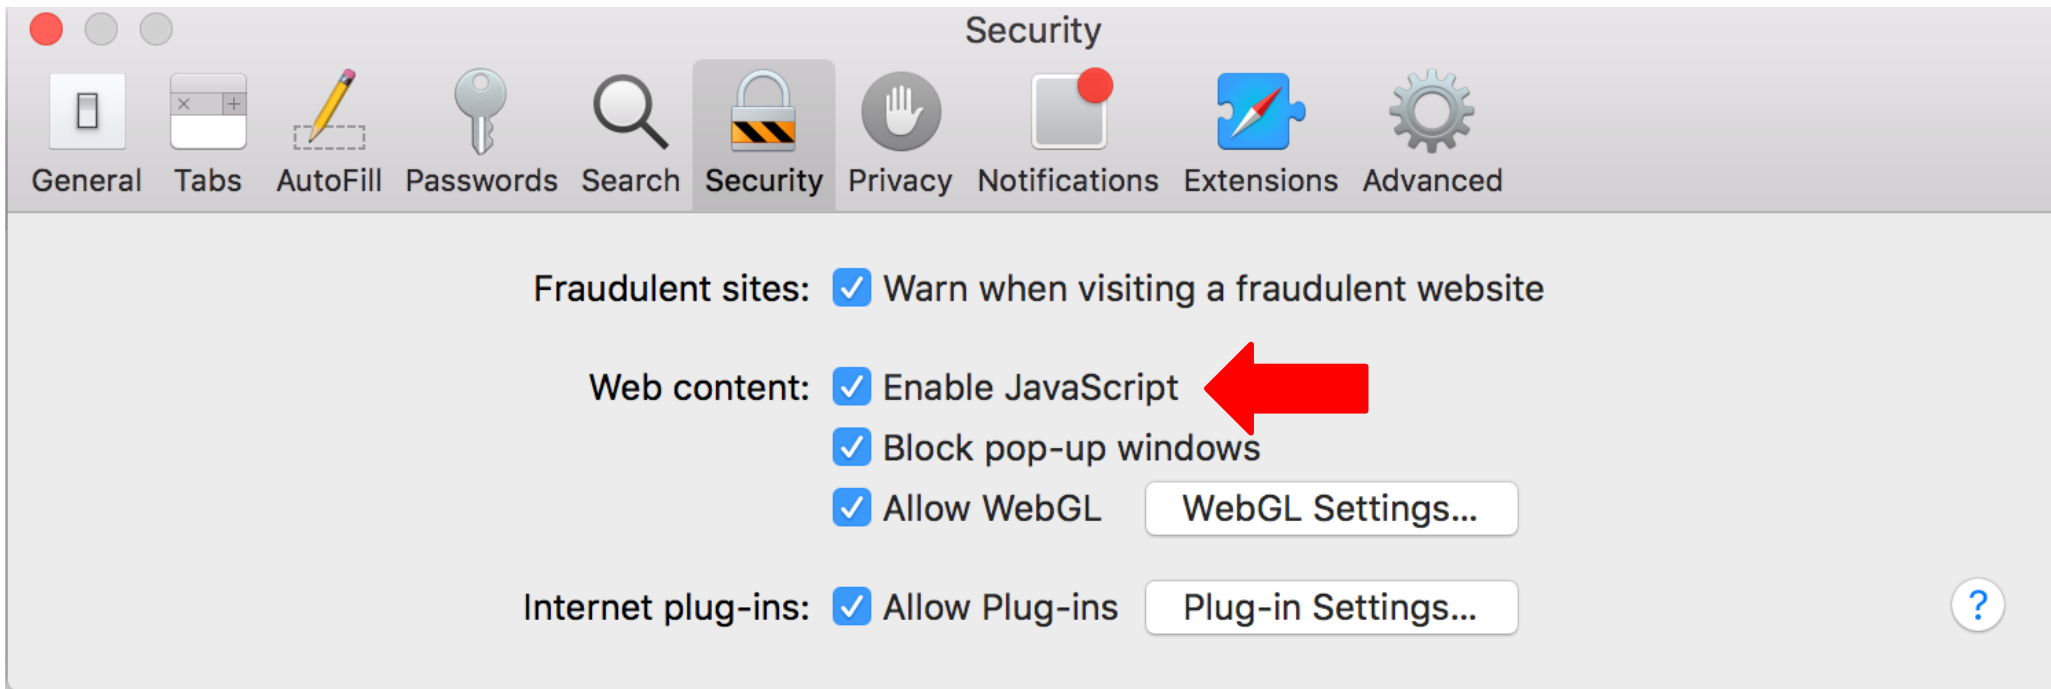 Security
General Tabs AutoFill Passwords Search Security Privacy Notifications Extensions Advanced
Fraudulent sites: Warn when visiting a fraudulent website
Web content: Enable JavaScript
Block pop-up windows
Allow WebGL WebGL Settings...
Internet plug-ins: Allow Plug-ins Plug-in Settings... ?